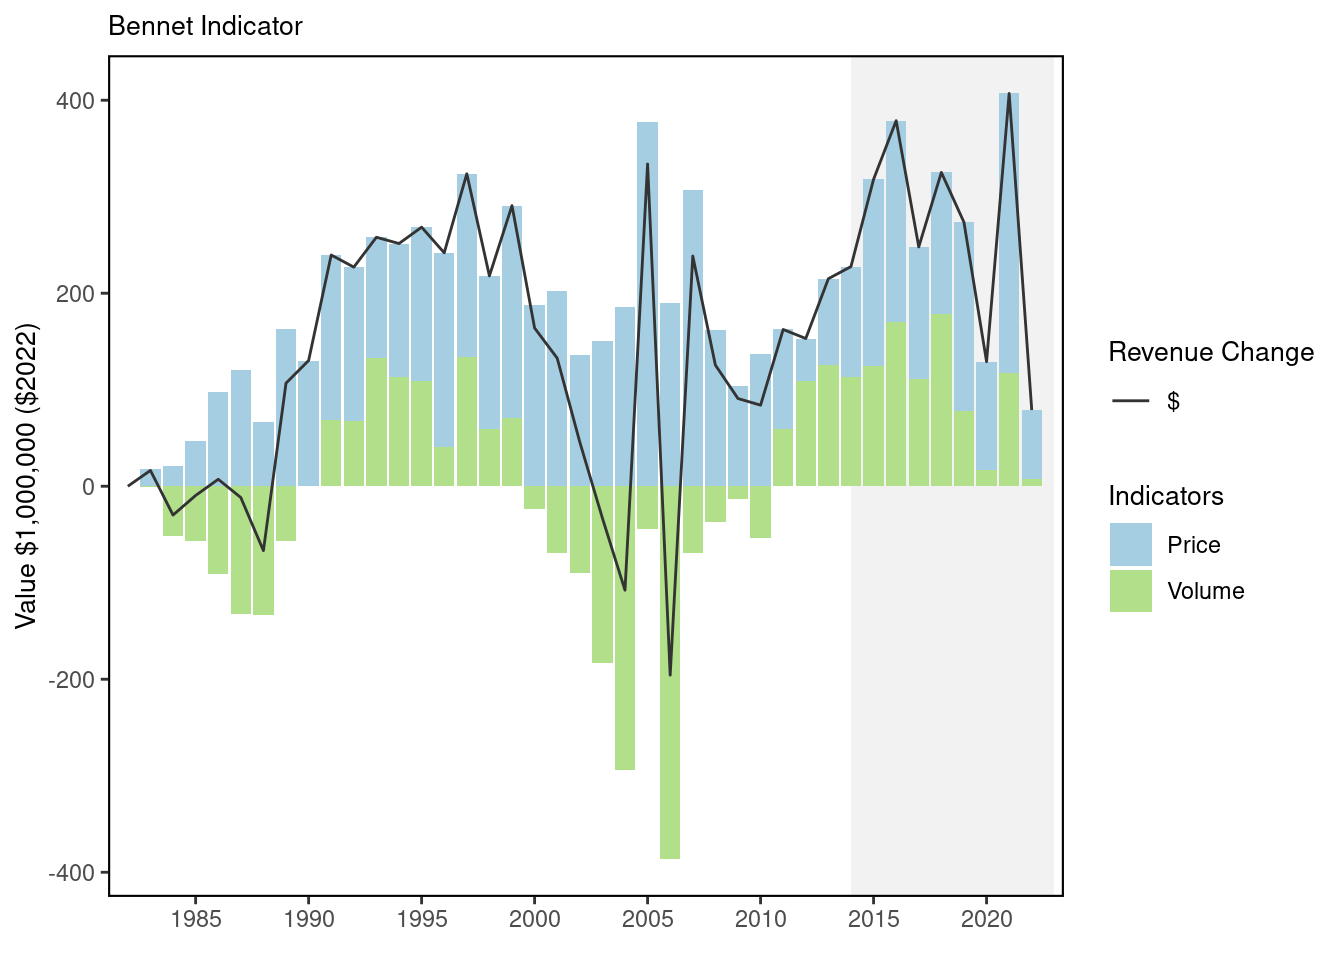 Bennet Indicator
Value $1,000,000 ($2022)
400
200
0
-200
-400
1985 1990 1995 2000 2005 2010 2015 2020
Revenue Change
$
Indicators
Price
Volume